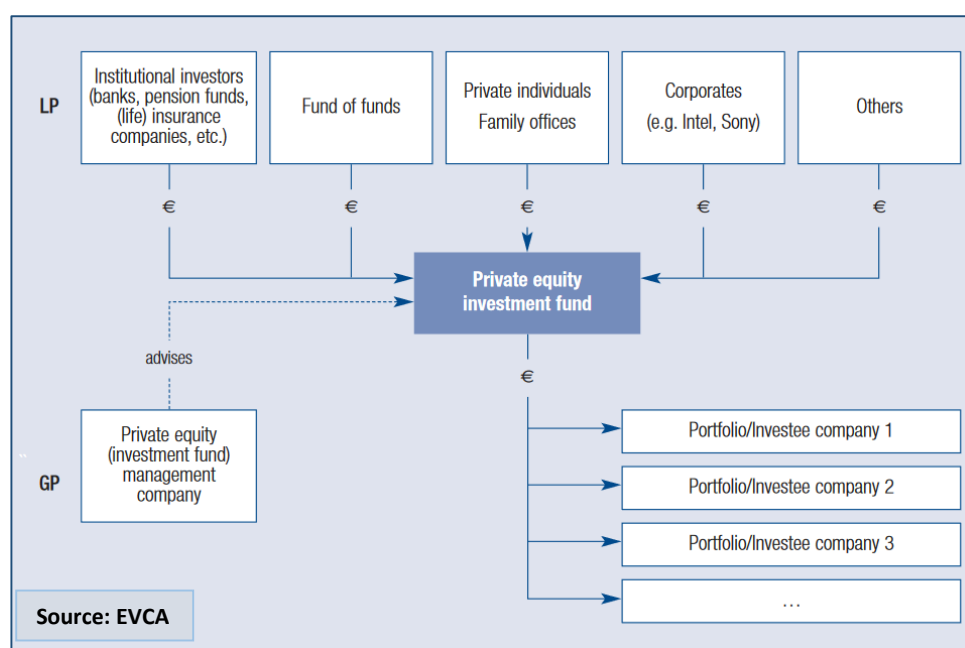 LP
Institutional investors
(banks, pension funds,
(life) insurance
companies, etc.)
Fund of funds
Private individuals
Family offices
Corporates
(e.g. Intel, Sony)
Others
€
€
€
€
€
Private equity
investment fund
advises
€
GP
Private equity
(investment fund)
management
company
Portfolio/Investee company 1
Portfolio/Investee company 2
Portfolio/Investee company 3
...
Source: EVCA